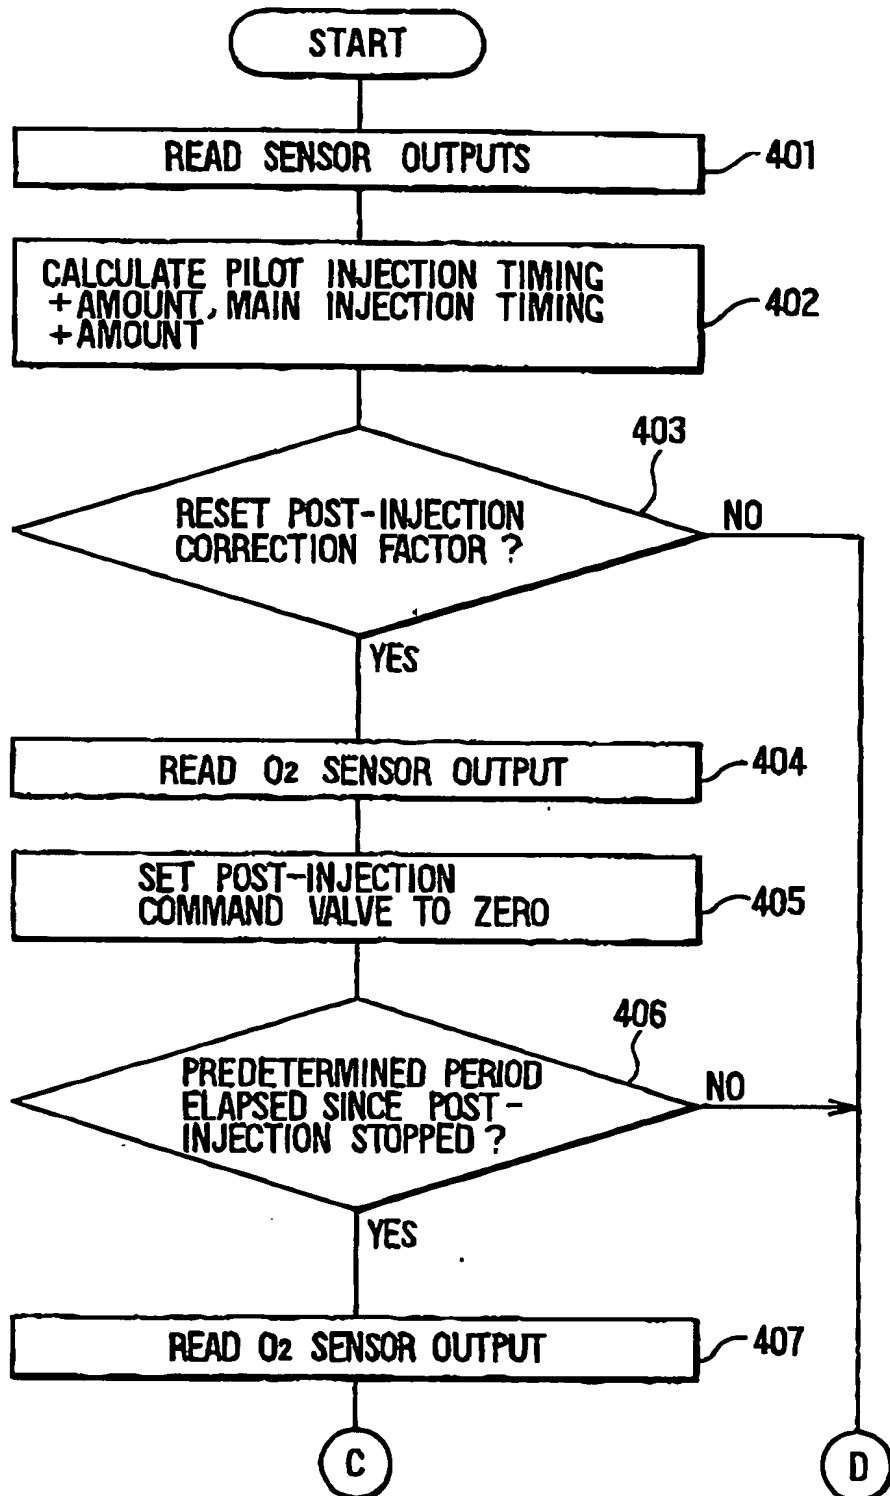 START
READ SENSOR OUTPUTS
401
CALCULATE PILOT INJECTION TIMING
+AMOUNT, MAIN INJECTION TIMING
+AMOUNT
402
403
RESET POST-INJECTION
CORRECTION FACTOR ?
NO
YES
READ O2 SENSOR OUTPUT
404
SET POST-INJECTION
COMMAND VALVE TO ZERO
405
406
PREDETERMINED PERIOD
ELAPSED SINCE POST-
INJECTION STOPPED ?
NO
YES
READ O2 SENSOR OUTPUT
407
C
D